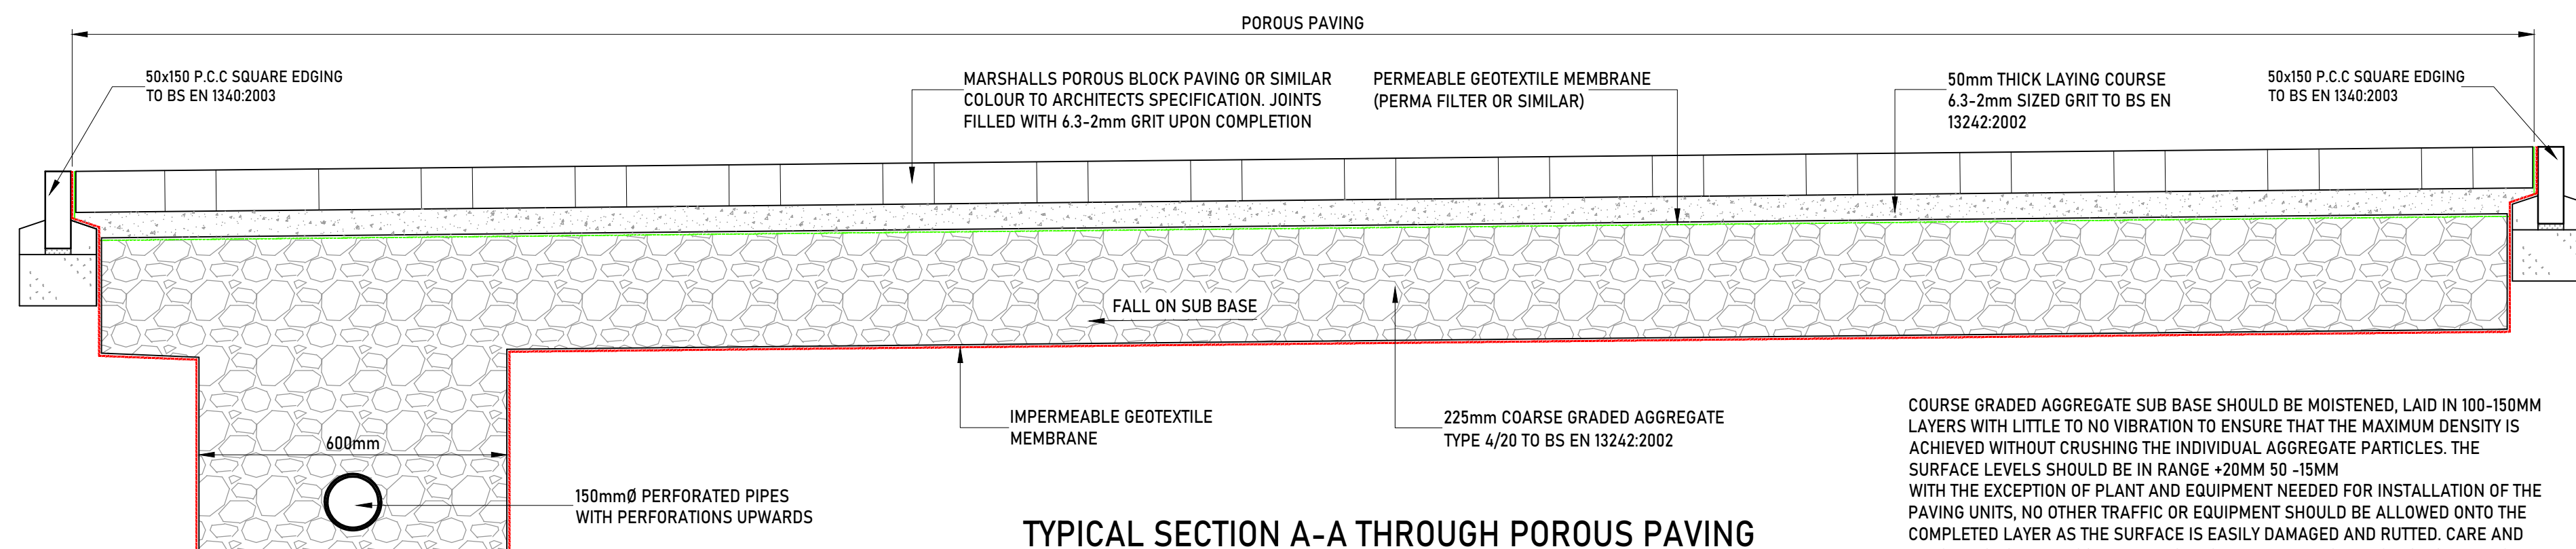 POROUS PAVING
50x150 P.C.C SQUARE EDGING
TO BS EN 1340:2003
MARSHALLS POROUS BLOCK PAVING OR SIMILAR
COLOUR TO ARCHITECTS SPECIFICATION. JOINTS
FILLED WITH 6.3-2mm GRIT UPON COMPLETION
PERMEABLE GEOTEXTILE MEMBRANE
(PERMA FILTER OR SIMILAR)
50mm THICK LAYING COURSE
6.3-2mm SIZED GRIT TO BS EN
13242:2002
50x150 P.C.C SQUARE EDGING
TO BS EN 1340:2003
FALL ON SUB BASE
IMPERMEABLE GEOTEXTILE
MEMBRANE
225mm COARSE GRADED AGGREGATE
TYPE 4/20 TO BS EN 13242:2002
600mm
150mmØ PERFORATED PIPES
WITH PERFORATIONS UPWARDS
TYPICAL SECTION A-A THROUGH POROUS PAVING
COURSE GRADED AGGREGATE SUB BASE SHOULD BE MOISTENED, LAID IN 100-150MM
LAYERS WITH LITTLE TO NO VIBRATION TO ENSURE THAT THE MAXIMUM DENSITY IS
ACHIEVED WITHOUT CRUSHING THE INDIVIDUAL AGGREGATE PARTICLES. THE
SURFACE LEVELS SHOULD BE IN RANGE +20MM 50 -15MM
WITH THE EXCEPTION OF PLANT AND EQUIPMENT NEEDED FOR INSTALLATION OF THE
PAVING UNITS, NO OTHER TRAFFIC OR EQUIPMENT SHOULD BE ALLOWED ONTO THE
COMPLETED LAYER AS THE SURFACE IS EASILY DAMAGED AND RUTTED. CARE AND